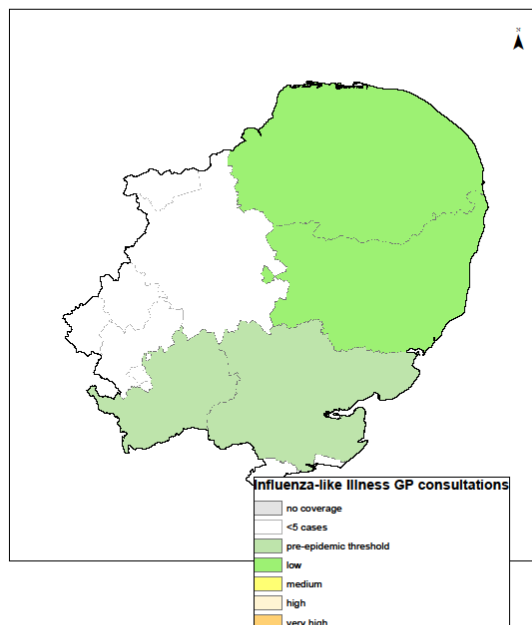 N
Influenza-like Illness GP consultations
no coverage
<5 cases
pre-epidemic threshold
low
medium
high
very high